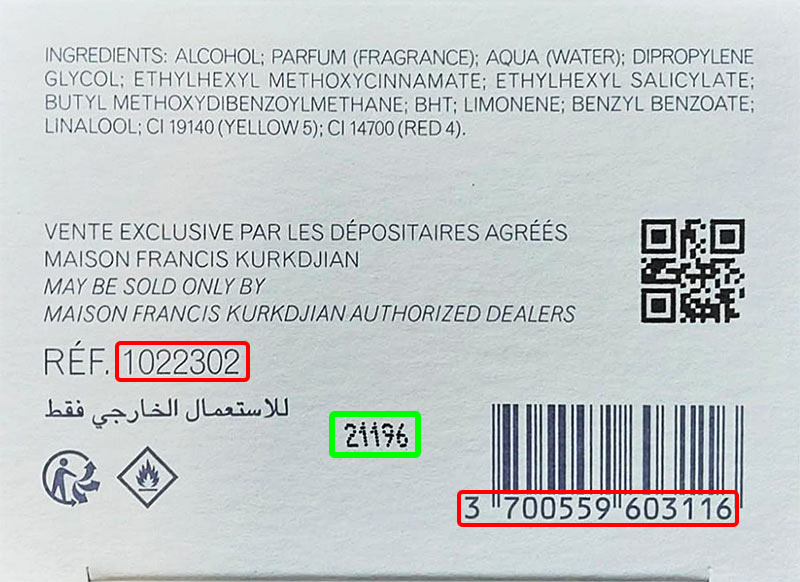 INGREDIENTS: ALCOHOL; PARFUM (FRAGRANCE); AQUA (WATER); DIPROPYLENE
GLYCOL; ETHYLHEXYL METHOXYCINNAMATE; ETHYLHEXYL SALICYLATE;
BUTYL METHOXYDIBENZOYLMETHANE; BHT; LIMONENE; BENZYL BENZOATE;
LINALOOL; CI 19140 (YELLOW 5); CI 14700 (RED 4).
VENTE EXCLUSIVE PAR LES DÉPOSITAIRES AGRÉÉS
MAISON FRANCIS KURKDJIAN
MAY BE SOLD ONLY BY
MAISON FRANCIS KURKDJIAN AUTHORIZED DEALERS
RÉF. 1022302
للاستعمال الخارجي فقط
21196
3 700559 603116